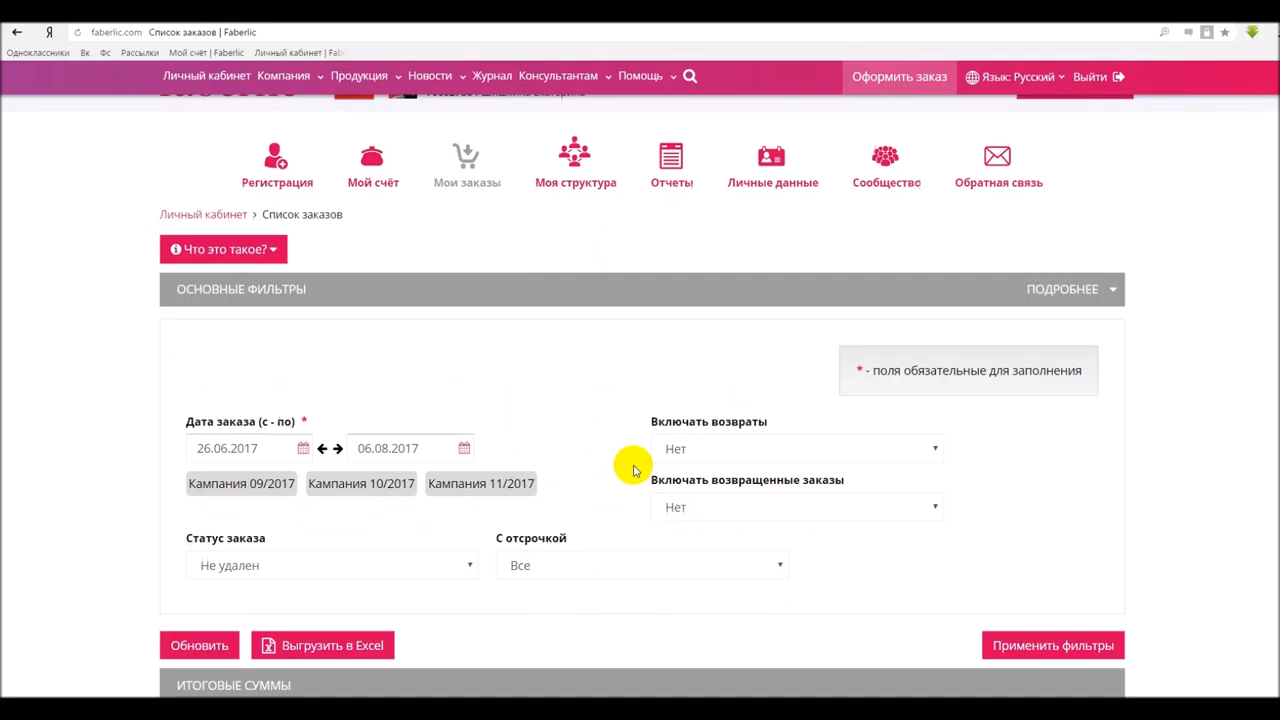 faberlic.com Список заказов | Faberlic
Одноклассники Вк Фс Рассылки Мой счёт | Faberlic Личный кабинет | Fab
Личный кабинет Компания Продукция Новости Журнал Консультантам Помощь Оформить заказ Язык: Русский Выйти
Регистрация Мой счёт Мои заказы Моя структура Отчеты Личные данные Сообщество Обратная связь
Личный кабинет > Список заказов
Что это такое?
ОСНОВНЫЕ ФИЛЬТРЫ ПОДРОБНЕЕ
* - поля обязательные для заполнения
Дата заказа (с - по) * Включать возвраты
26.06.2017 06.08.2017 Нет
Кампания 09/2017 Кампания 10/2017 Кампания 11/2017 Включать возвращенные заказы
Нет
Статус заказа С отсрочкой
Не удален Все
Обновить Выгрузить в Excel Применить фильтры
ИТОГОВЫЕ СУММЫ